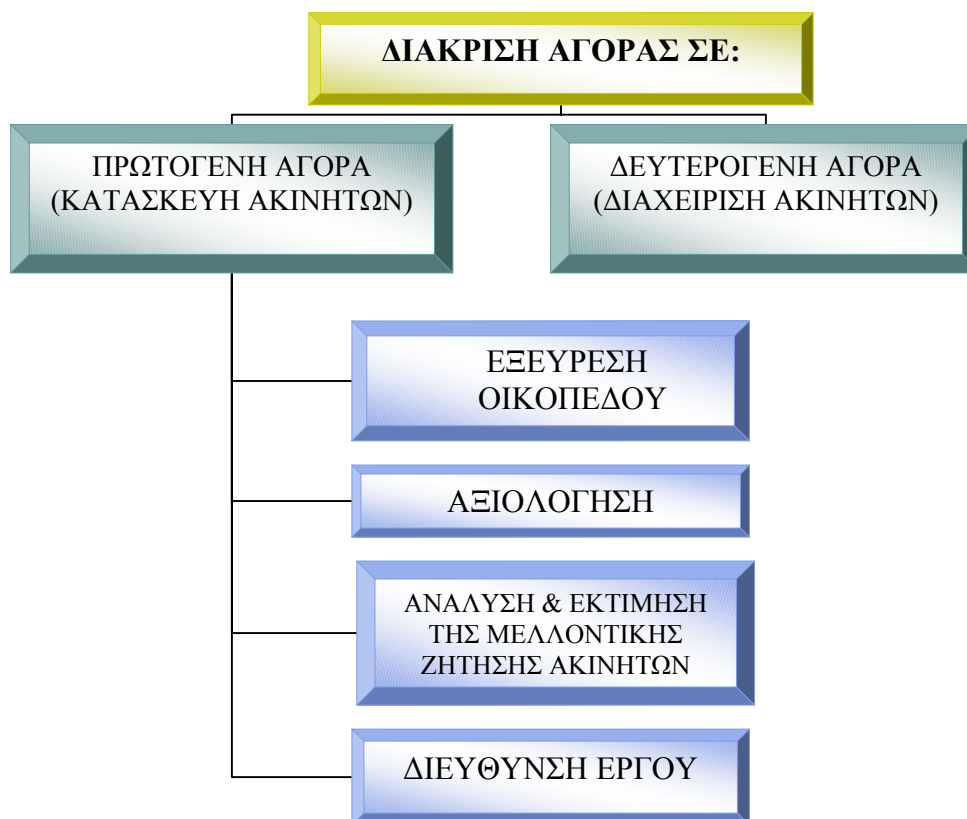 ΔΙΑΚΡΙΣΗ ΑΓΟΡΑΣ ΣΕ:
ΠΡΩΤΟΓΕΝΗ ΑΓΟΡΑ
(ΚΑΤΑΣΚΕΥΗ ΑΚΙΝΗΤΩΝ)
ΔΕΥΤΕΡΟΓΕΝΗ ΑΓΟΡΑ
(ΔΙΑΧΕΙΡΙΣΗ ΑΚΙΝΗΤΩΝ)
ΕΞΕΥΡΕΣΗ
ΟΙΚΟΠΕΔΟΥ
ΑΞΙΟΛΟΓΗΣΗ
ΑΝΑΛΥΣΗ & ΕΚΤΙΜΗΣΗ
ΤΗΣ ΜΕΛΛΟΝΤΙΚΗΣ
ΖΗΤΗΣΗΣ ΑΚΙΝΗΤΩΝ
ΔΙΕΥΘΥΝΣΗ ΕΡΓΟΥ